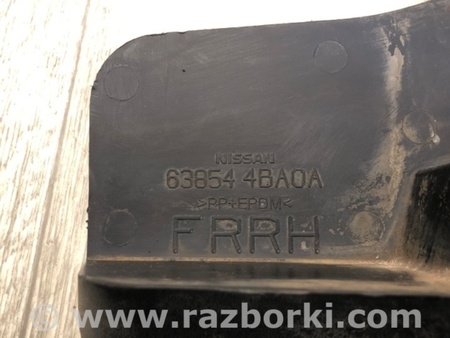 NISSAN
63854 4BA0A
>PP+EPDM<
FRRH
© www.razborki.com